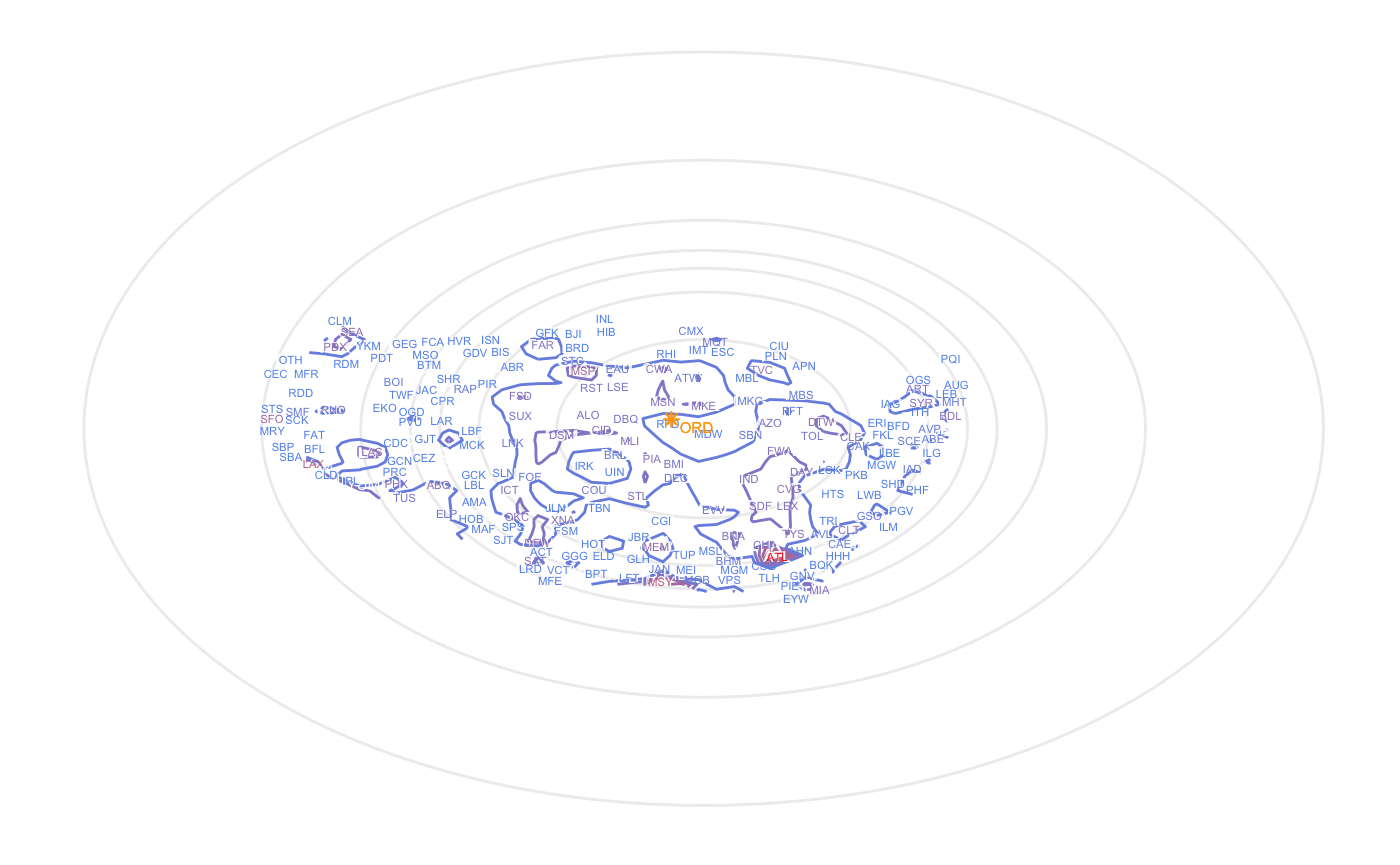 INL
CLM
SEA
HIB
CMX
GFK
BJI
PDX
YKM
GEG
FCA
HVR
ISN
FAR
BRD
MQT
CIU
OTH
PDT
MSO
GDV
BIS
RHI
IMT
ESC
PLN
PQI
RDM
BTM
ABR
STC
CEC
MFR
MSP
EAU
CWA
ATW
MBL
TVC
APN
BOI
SHR
RAP
PIR
RST
LSE
OGS
AUG
RDD
TWF
JAC
CPR
FSD
MSN
MKE
MKG
MBS
ART
SYR
LEB
MHT
IAG
STS
SMF
RNO
EKO
OGD
SUX
ALO
DBQ
RFD
PFT
ITH
BDL
SFO
SCK
PVU
LAR
ORD
AZO
DTW
ERI
BFD
MRY
FAT
LBF
DSM
CID
MDW
SBN
TOL
CLE
FKL
AVP
SBP
BFL
CDC
GJT
MCK
LNK
MLI
CAK
SCE
ABE
SBA
LAS
GCN
CEZ
BRL
PIA
BMI
FWA
LBE
ILG
LAX
PRC
IRK
UIN
DAY
MGW
IAD
CLD
PHX
ABQ
GCK
SLN
FOE
DEC
IND
PKB
SHD
PHF
TUS
LBL
ICT
COU
STL
CVG
HTS
LWB
ELP
AMA
OKC
JLN
TBN
EVV
SDF
LEX
GSO
PGV
HOB
MAF
SPS
XNA
FSM
CGI
TRI
CLT
ILM
SJT
HOT
JBR
MEM
BNA
TYS
AVL
CAE
ACT
GGG
ELD
GLH
TUP
MSL
BHM
CHA
ATL
AHN
HHH
SAT
LRD
VCT
BPT
LFT
JAN
MEI
MGM
BQK
MFE
MSY
MOB
VPS
TLH
GNV
PIE
MIA
EYW